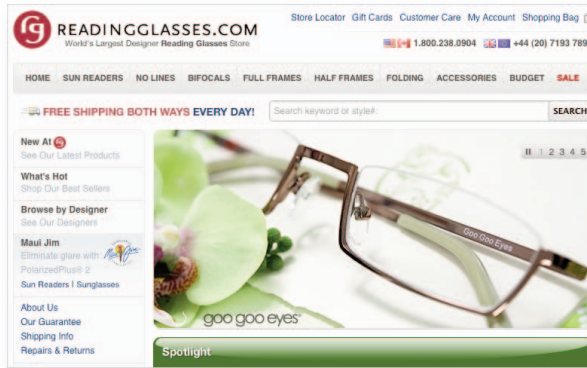 Store Locator Gift Cards Customer Care My Account Shopping Bag
rg READINGGLASSES.COM
World's Largest Designer Reading Glasses Store
1.800.238.0904 +44 (20) 7193 789
HOME SUN READERS NO LINES BIFOCALS FULL FRAMES HALF FRAMES FOLDING ACCESSORIES BUDGET SALE
FREE SHIPPING BOTH WAYS EVERY DAY!
Search keyword or style#:
SEARCH
New At rg
See Our Latest Products
What's Hot
Shop Our Best Sellers
Browse by Designer
See Our Designers
Maui Jim
Eliminate glare with
PolarizedPlus® 2
Maui Jim
Sun Readers | Sunglasses
About Us
Our Guarantee
Shipping Info
Repairs & Returns
1 2 3 4 5
Goo Goo Eyes
goo goo eyes
Spotlight